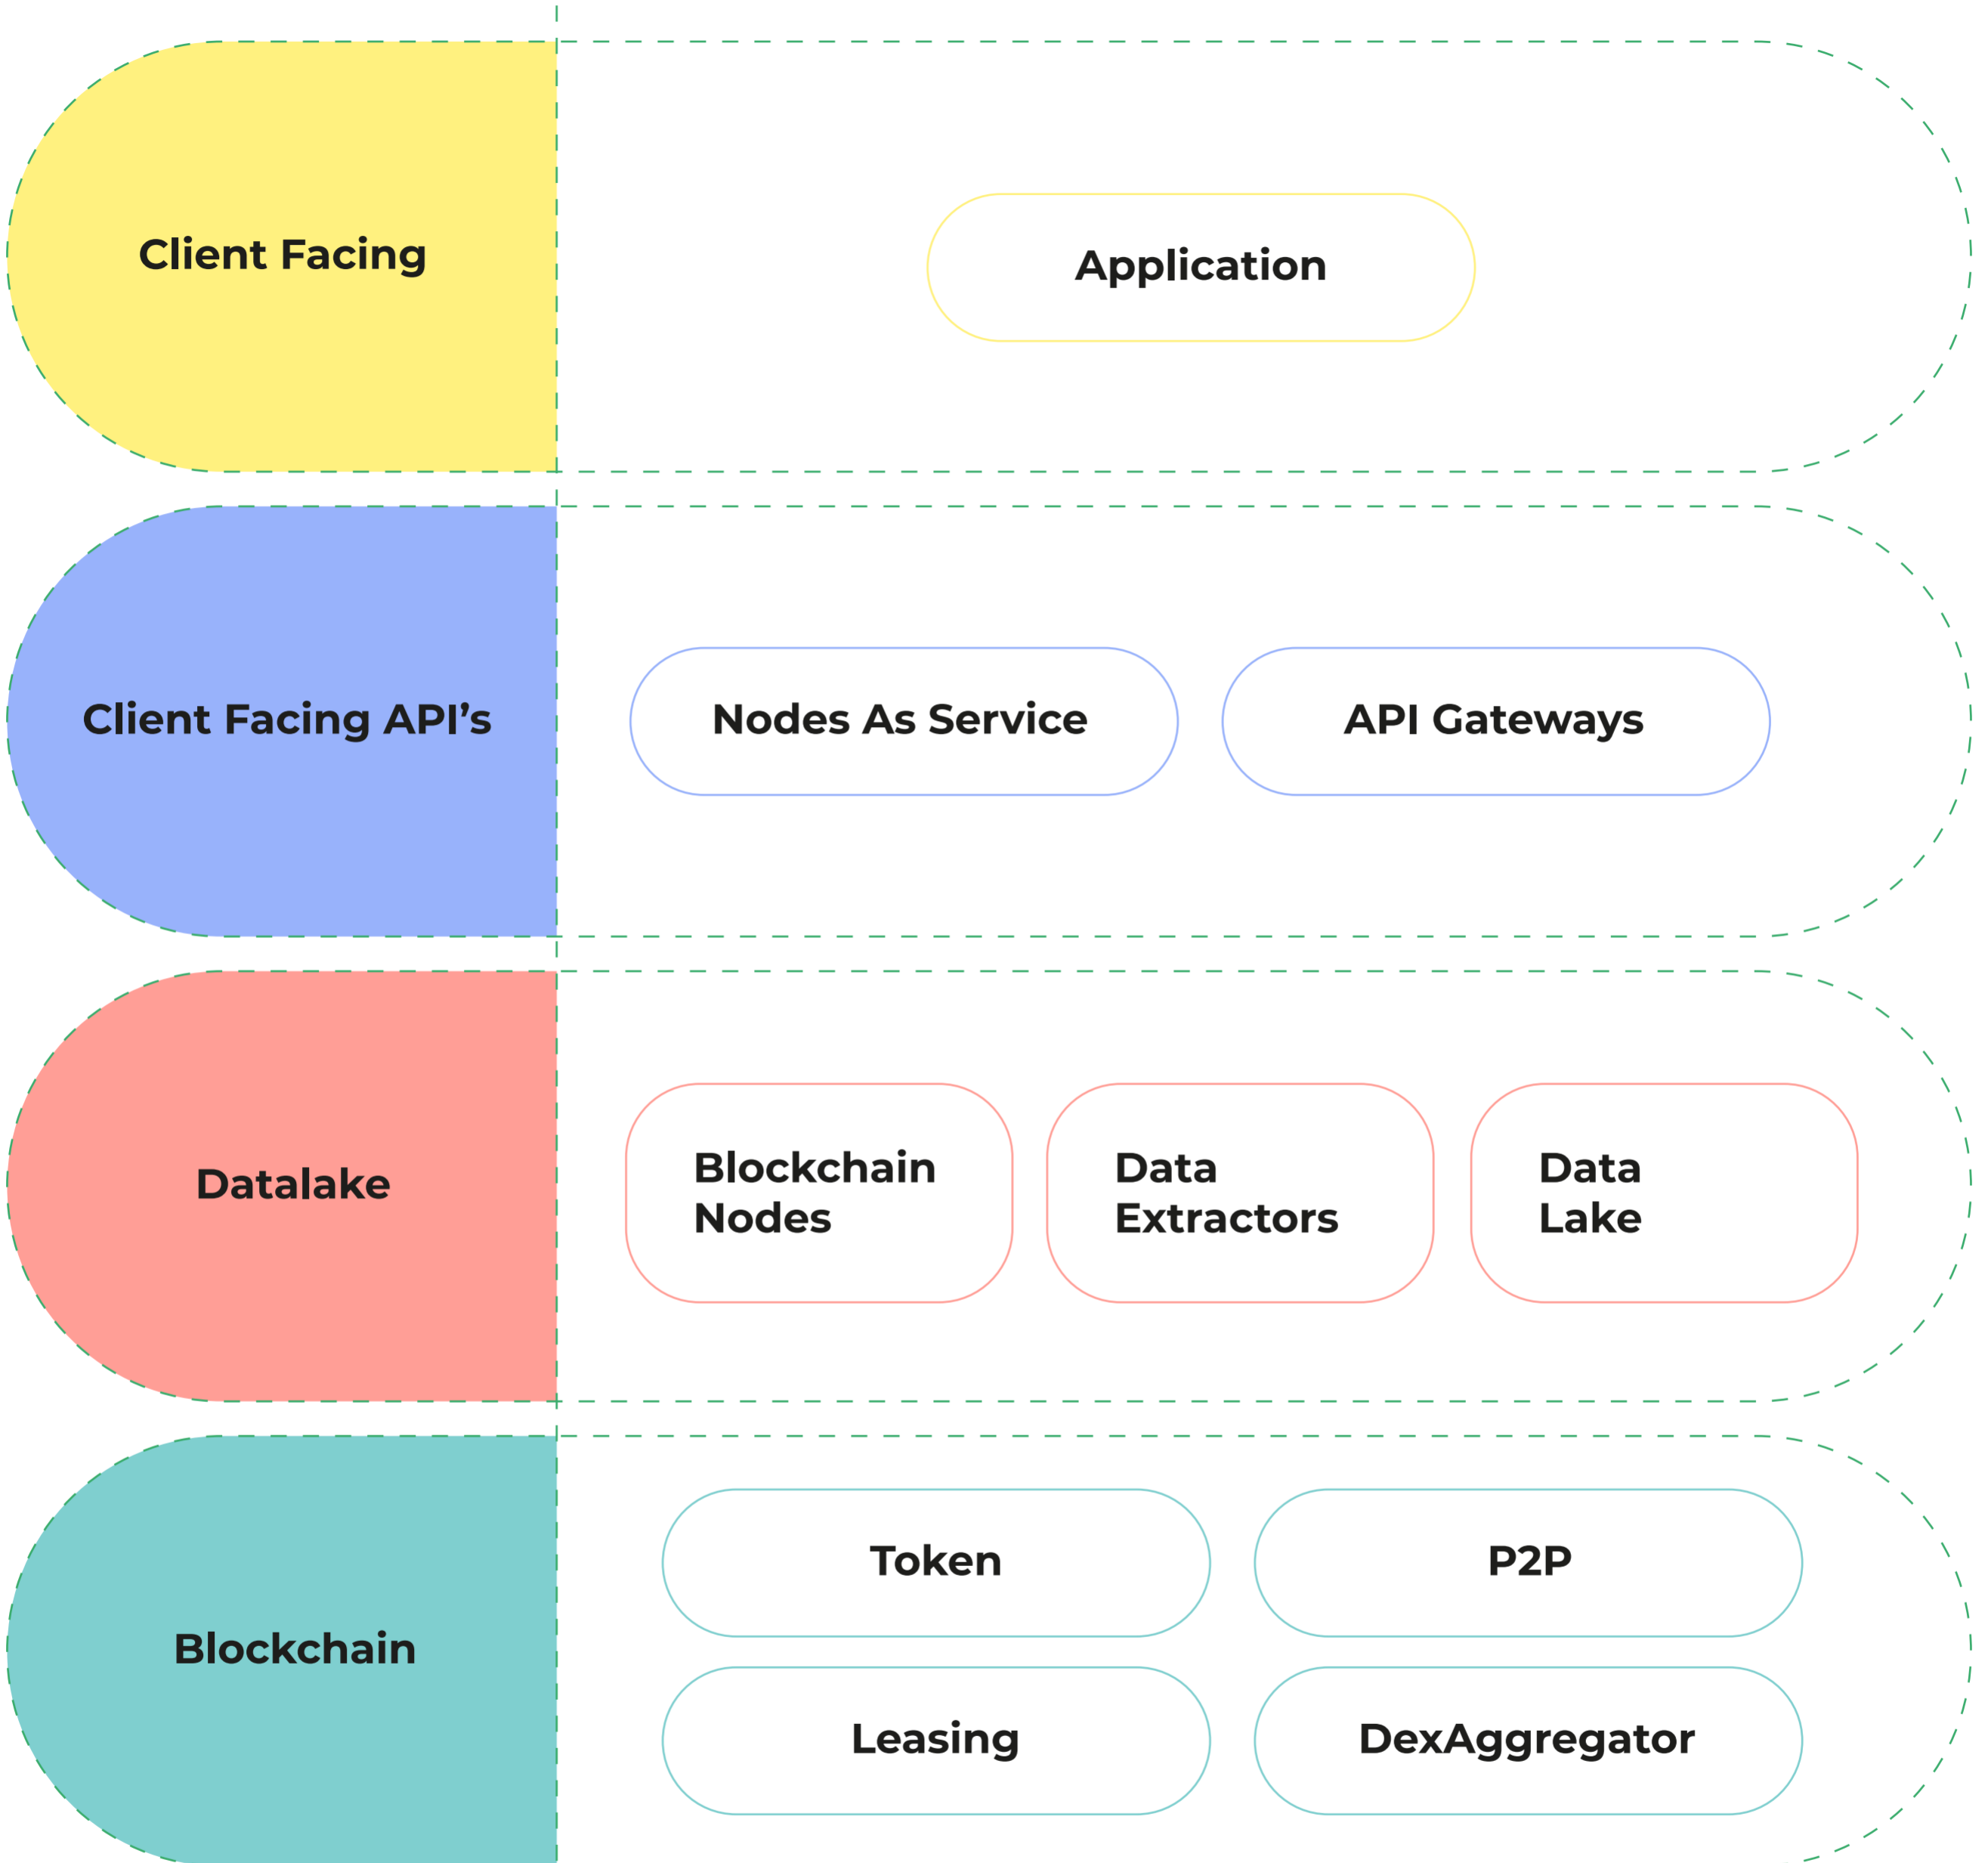 Client Facing
Application
Client Facing API’s
Nodes As Service
API Gateways
Datalake
Blockchain
Nodes
Data
Extractors
Data
Lake
Blockchain
Token
P2P
Leasing
DexAggregator